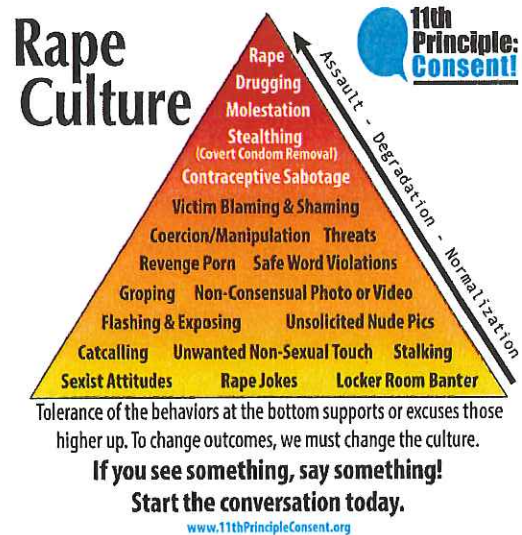 Rape
Culture
11th
Principle:
Consent!
Assault - Degradation - Normalization
Rape
Drugging
Molestation
Stealthing
(Covert Condom Removal)
Contraceptive Sabotage
Victim Blaming & Shaming
Coercion/Manipulation Threats
Revenge Porn Safe Word Violations
Groping Non-Consensual Photo or Video
Flashing & Exposing Unsolicited Nude Pics
Catcalling Unwanted Non-Sexual Touch Stalking
Sexist Attitudes Rape Jokes Locker Room Banter
Tolerance of the behaviors at the bottom supports or excuses those
higher up. To change outcomes, we must change the culture.
If you see something, say something!
Start the conversation today.
www.11thPrincipleConsent.org